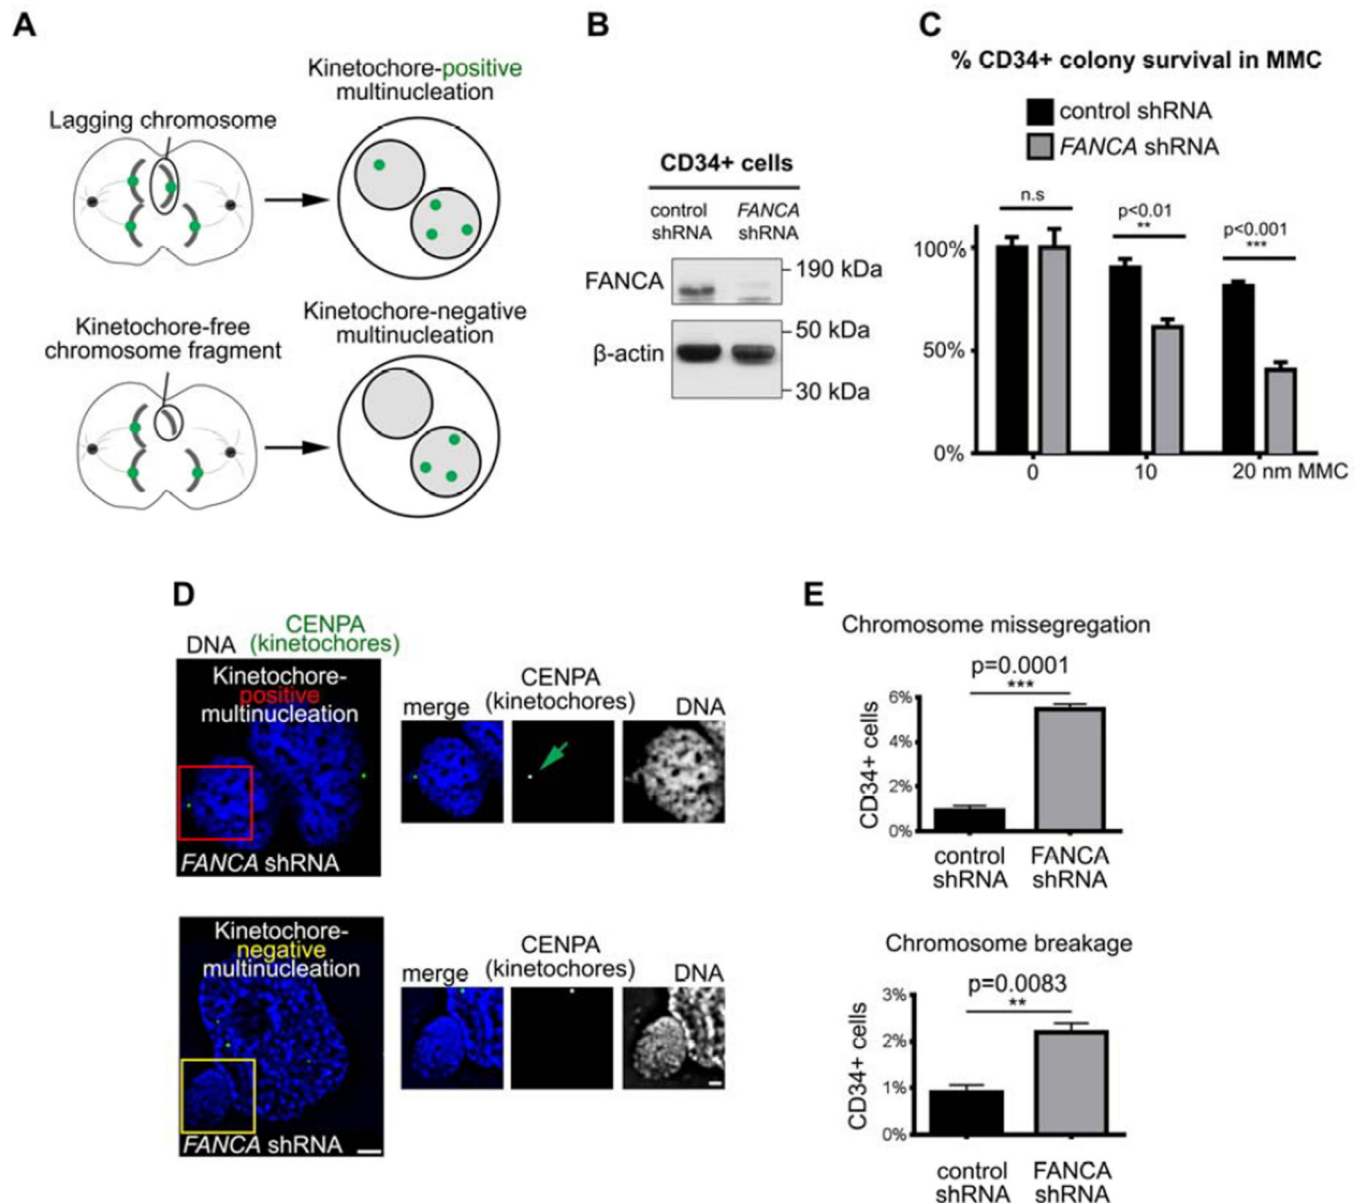 A
Kinetochore-positive
multinucleation
Lagging chromosome
Kinetochore-negative
multinucleation
Kinetochore-free
chromosome fragment
B
CD34+ cells
control
shRNA
FANCA
shRNA
FANCA
190 kDa
β-actin
50 kDa
30 kDa
C
% CD34+ colony survival in MMC
control shRNA
FANCA shRNA
n.s
p<0.01
**
p<0.001
***
100%
50%
0%
0
10
20 nm MMC
D
DNA
CENPA
(kinetochores)
Kinetochore-
positive
multinucleation
FANCA shRNA
merge
CENPA
(kinetochores)
DNA
Kinetochore-
negative
multinucleation
FANCA shRNA
merge
CENPA
(kinetochores)
DNA
E
Chromosome missegregation
p=0.0001
***
CD34+ cells
6%
4%
2%
0%
control
shRNA
FANCA
shRNA
Chromosome breakage
p=0.0083
**
CD34+ cells
3%
2%
1%
0%
control
shRNA
FANCA
shRNA